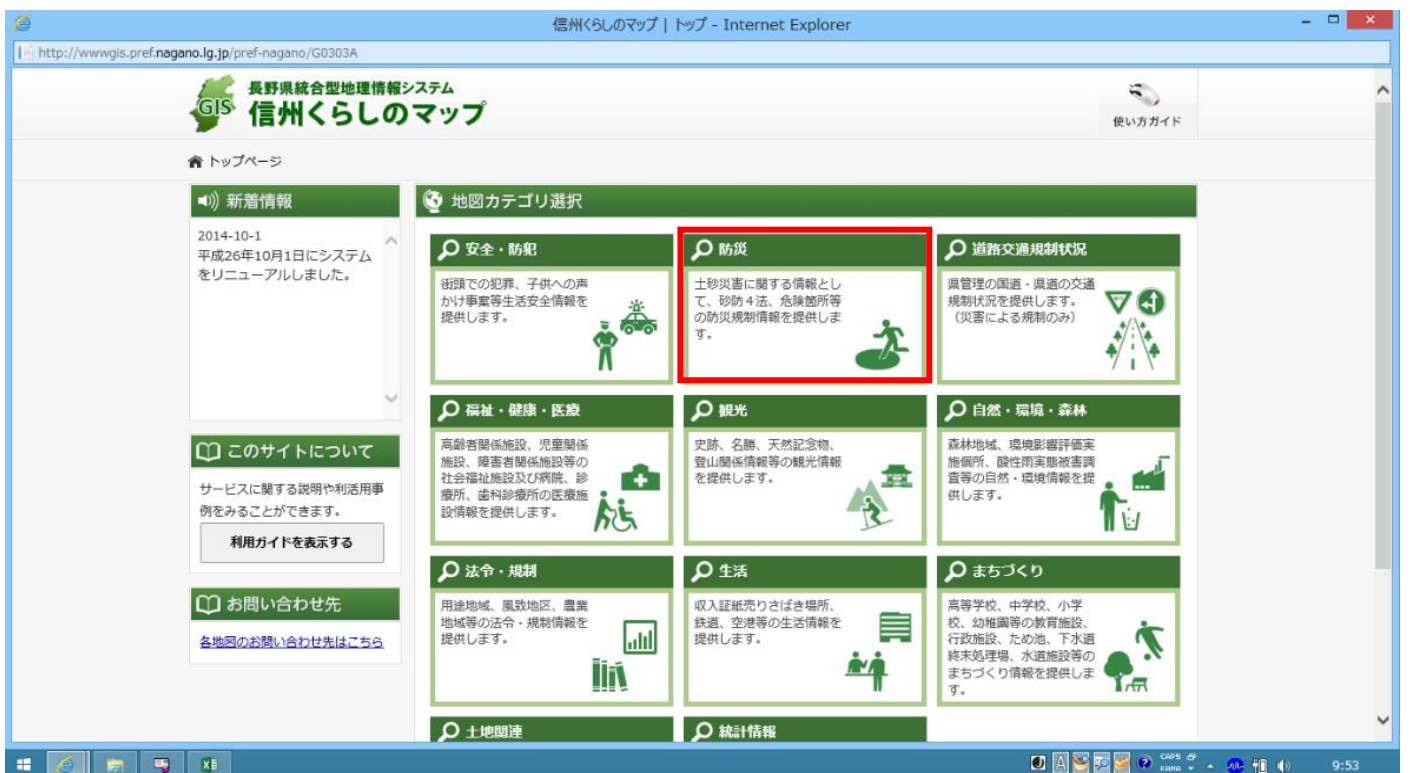 信州くらしのマップ | トップ - Internet Explorer
http://wwwgis.pref.nagano.lg.jp/pref-nagano/G0303A
GIS
長野県統合型地理情報システム
信州くらしのマップ
使い方ガイド
トップページ
新着情報
2014-10-1
平成26年10月1日にシステム
をリニューアルしました。
このサイトについて
サービスに関する説明や利活用事
例をみることができます。
利用ガイドを表示する
お問い合わせ先
各地図のお問い合わせ先はこちら
地図カテゴリ選択
安全・防犯
街頭での犯罪、子供への声
かけ事案等生活安全情報を
提供します。
防災
土砂災害に関する情報とし
て、砂防4法、危険箇所等
の防災規制情報を提供しま
す。
道路交通規制状況
県管理の国道・県道の交通
規制状況を提供します。
(災害による規制のみ)
福祉・健康・医療
高齢者関係施設、児童関係
施設、障害者関係施設等の
社会福祉施設及び病院、診
療所、歯科診療所の医療施
設情報を提供します。
観光
史跡、名勝、天然記念物、
登山関係情報等の観光情報
を提供します。
自然・環境・森林
森林地域、環境影響評価実
施個所、酸性雨実態被害調
査等の自然・環境情報を提
供します。
法令・規制
用途地域、風致地区、農業
地域等の法令・規制情報を
提供します。
生活
収入証紙売りさばき場所、
鉄道、空港等の生活情報を
提供します。
まちづくり
高等学校、中学校、小学
校、幼稚園等の教育施設、
行政施設、ため池、下水道
終末処理場、水道施設等の
まちづくり情報を提供しま
す。
土地関連
統計情報
A
CAPS
KANA
9:53